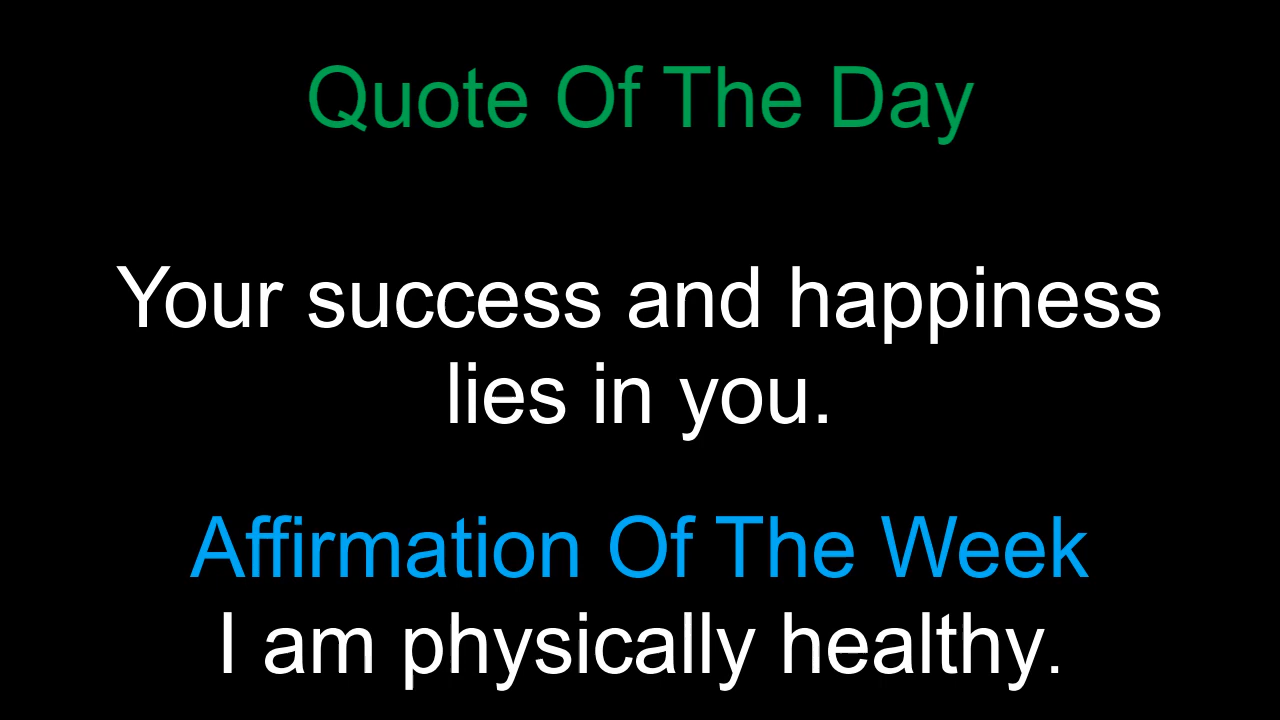 Quote Of The Day
Your success and happiness
lies in you.
Affirmation Of The Week
I am physically healthy.